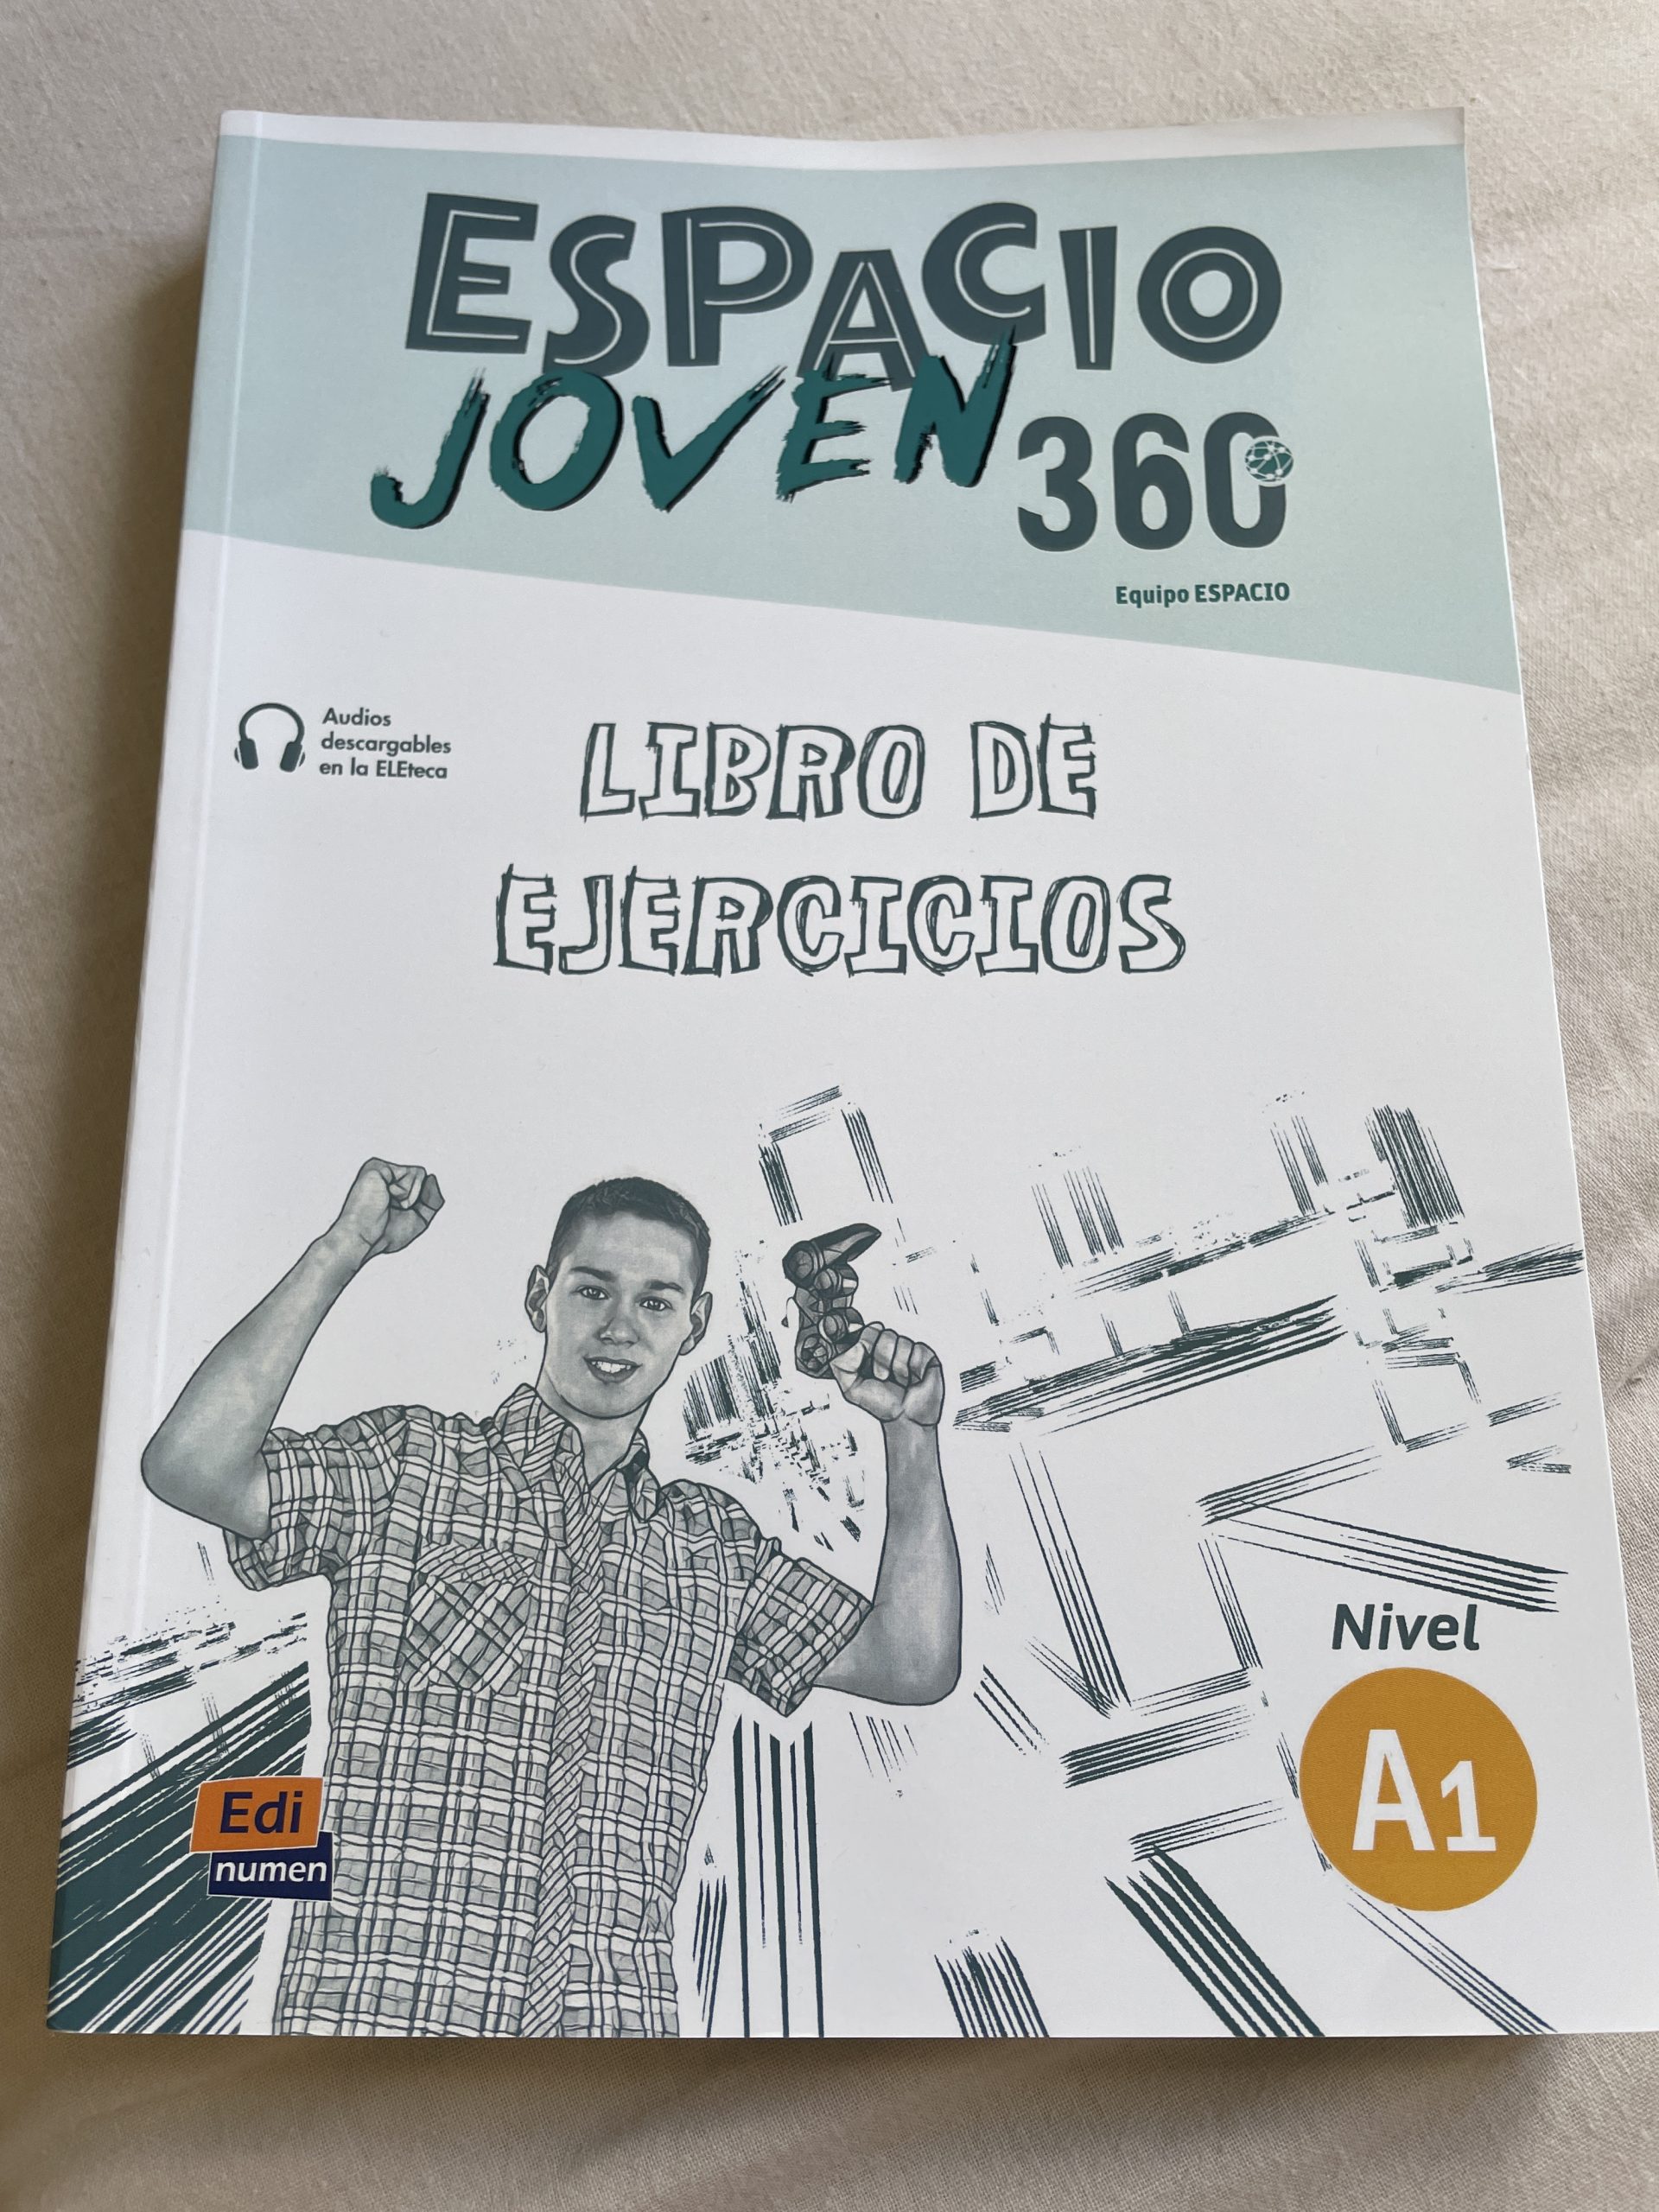 ESPACIO
JOVEN 360°
Equipo ESPACIO
Audios
descargables
en la ELEteca
LIBRO DE
EJERCICIOS
Nivel
A1
Edi
numen